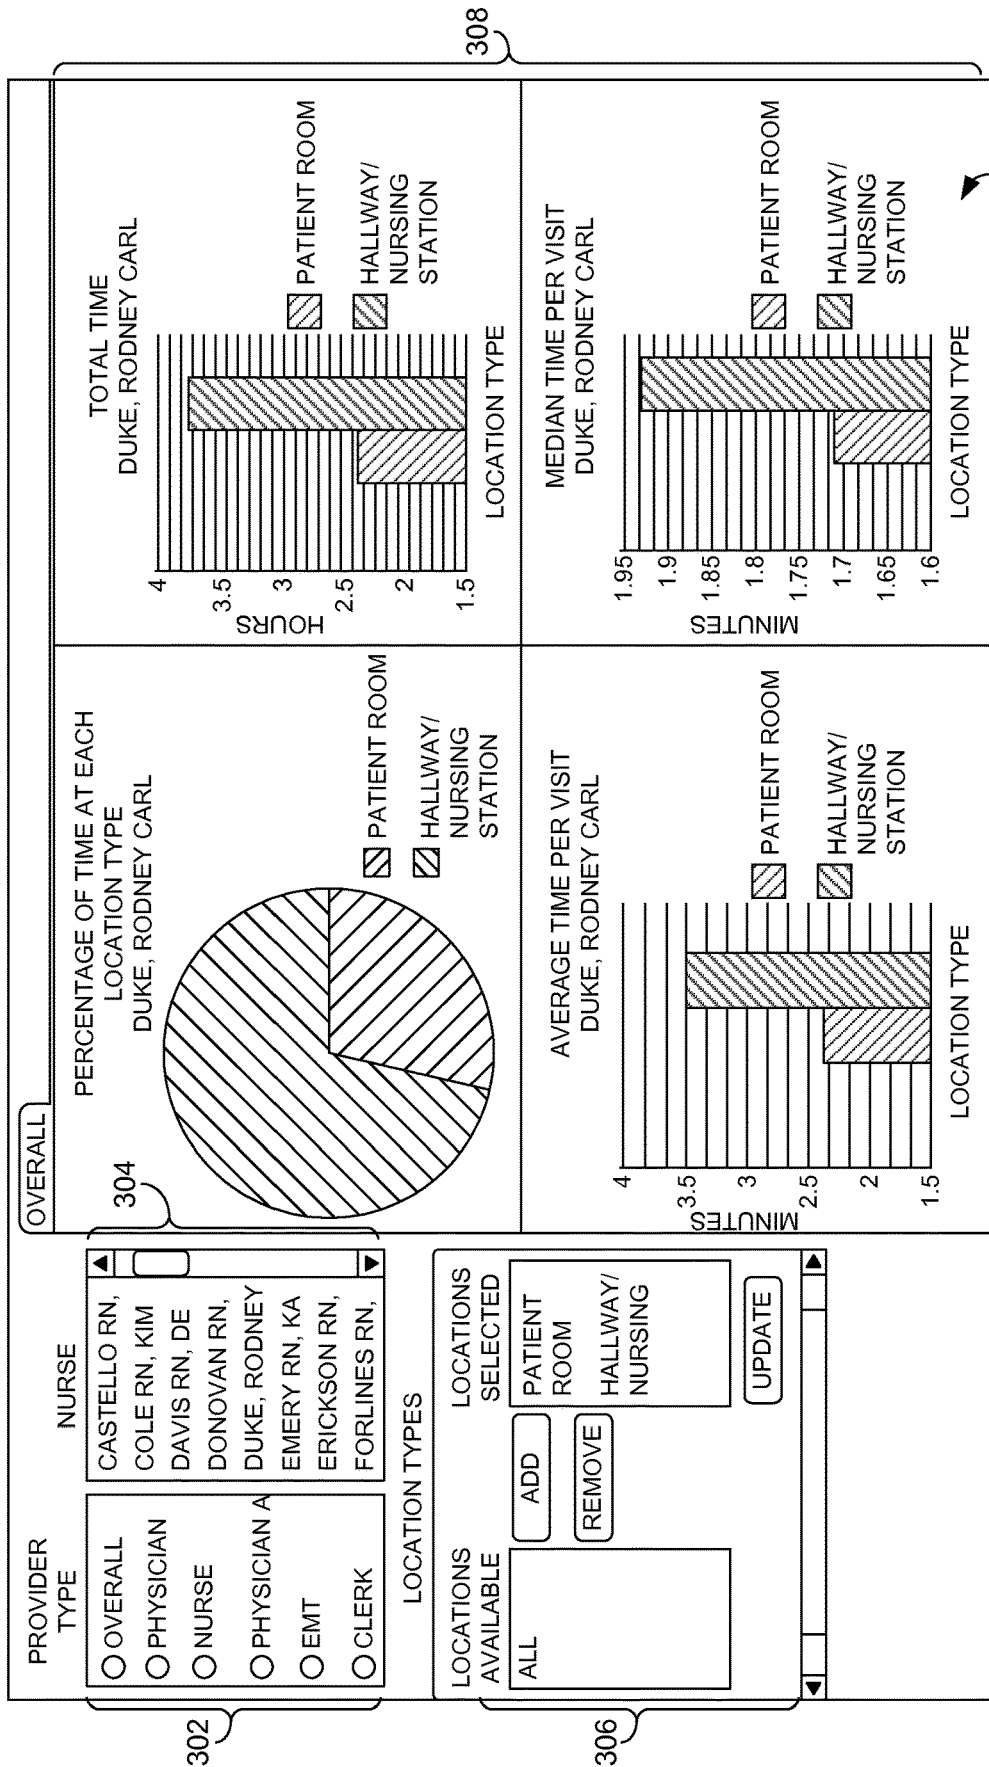 302
304
306
308
PROVIDER
TYPE
OVERALL
PHYSICIAN
NURSE
PHYSICIAN A
EMT
CLERK
NURSE
CASTELLO RN,
COLE RN, KIM
DAVIS RN, DE
DONOVAN RN,
DUKE, RODNEY
EMERY RN, KA
ERICKSON RN,
FORLINES RN,
LOCATION TYPES
LOCATIONS
AVAILABLE
ALL
ADD
REMOVE
LOCATIONS
SELECTED
PATIENT
ROOM
HALLWAY/
NURSING
UPDATE
OVERALL
PERCENTAGE OF TIME AT EACH
LOCATION TYPE
DUKE, RODNEY CARL
PATIENT ROOM
HALLWAY/
NURSING
STATION
TOTAL TIME
DUKE, RODNEY CARL
HOURS
4
3.5
3
2.5
2
1.5
LOCATION TYPE
PATIENT ROOM
HALLWAY/
NURSING
STATION
AVERAGE TIME PER VISIT
DUKE, RODNEY CARL
MINUTES
4
3.5
3
2.5
2
1.5
LOCATION TYPE
PATIENT ROOM
HALLWAY/
NURSING
STATION
MEDIAN TIME PER VISIT
DUKE, RODNEY CARL
MINUTES
1.95
1.9
1.85
1.8
1.75
1.7
1.65
1.6
LOCATION TYPE
PATIENT ROOM
HALLWAY/
NURSING
STATION